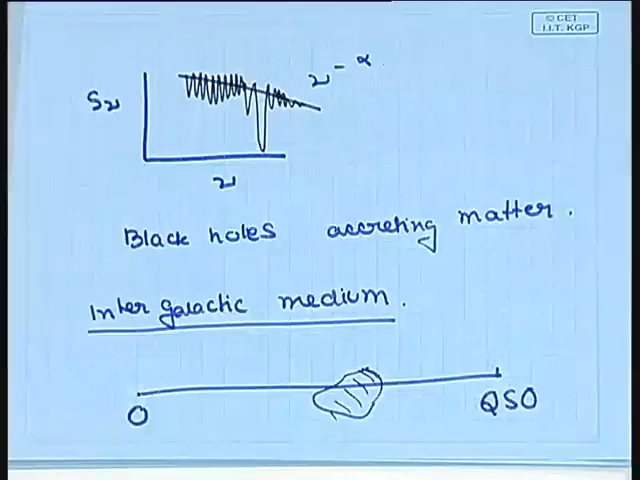 © CET
I.I.T. KGP
Sν
ν^-α
ν
Black holes accreting matter.
Inter galactic medium.
O
QSO